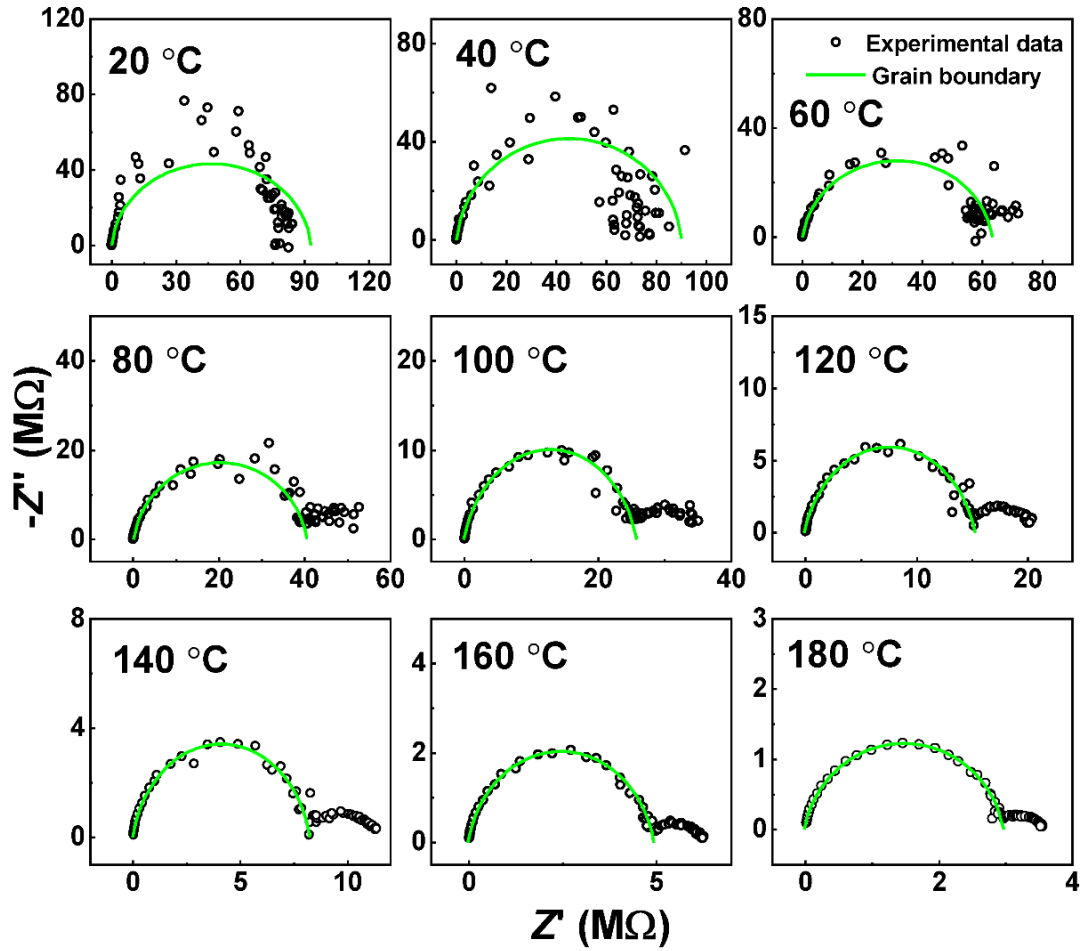 120
80
40
0
20 °C
0 30 60 90 120
80
40
0
40 °C
0 20 40 60 80 100
80
40
0
Experimental data
Grain boundary
60 °C
0 20 40 60 80
40
20
0
80 °C
0 20 40 60
20
10
0
100 °C
0 20 40
15
10
5
0
120 °C
0 10 20
8
4
0
140 °C
0 5 10
4
2
0
160 °C
0 5
3
2
1
0
180 °C
0 1 2 3 4
-Z'' (MΩ)
Z' (MΩ)